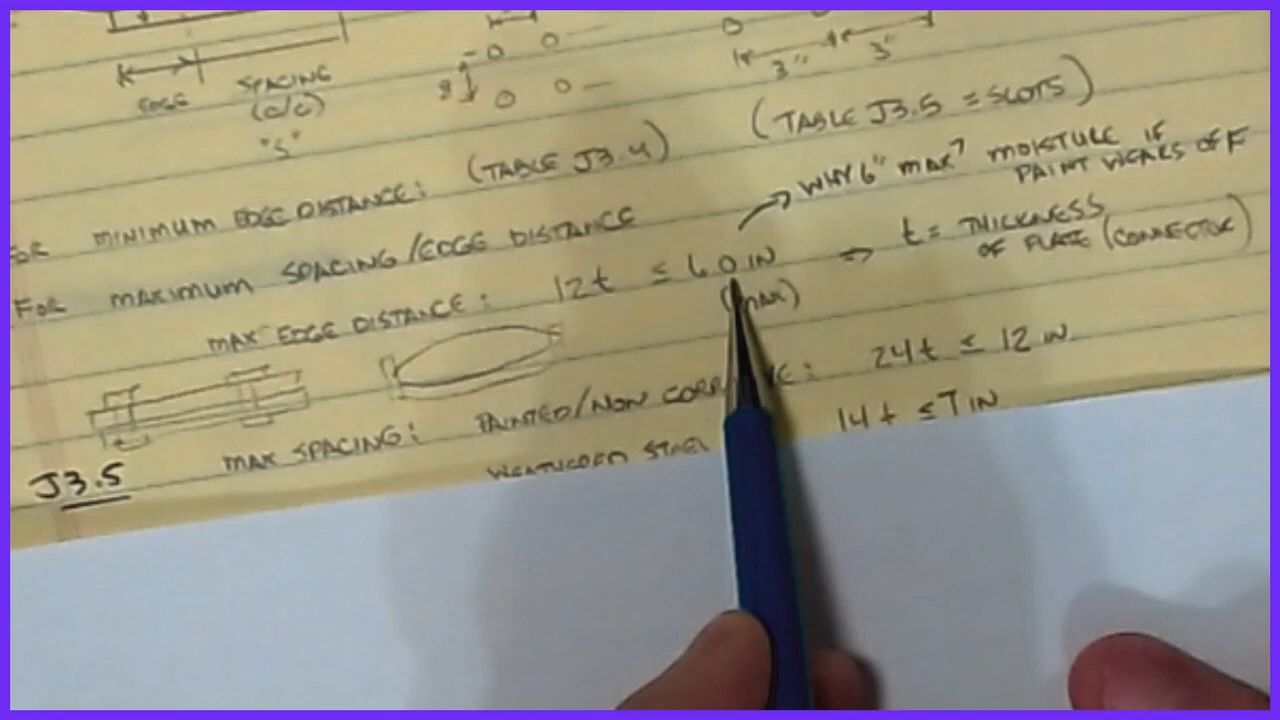 EDGE
SPACING
(c/c)
"S"
8
3" 3"
(TABLE J3.5 = SLOTS)
FOR MINIMUM EDGE DISTANCE: (TABLE J3.4)
WHY 6" MAX? MOISTURE IF
PAINT WEARS OFF
FOR MAXIMUM SPACING/EDGE DISTANCE
MAX EDGE DISTANCE: 12t ≤ 6.0 IN
(MAX)
t = THICKNESS
OF PLATE (CONNECTOR)
MAX SPACING: PAINTED/NON 24t ≤ 12 IN
STEEL 14t ≤ 7 IN
J3.5